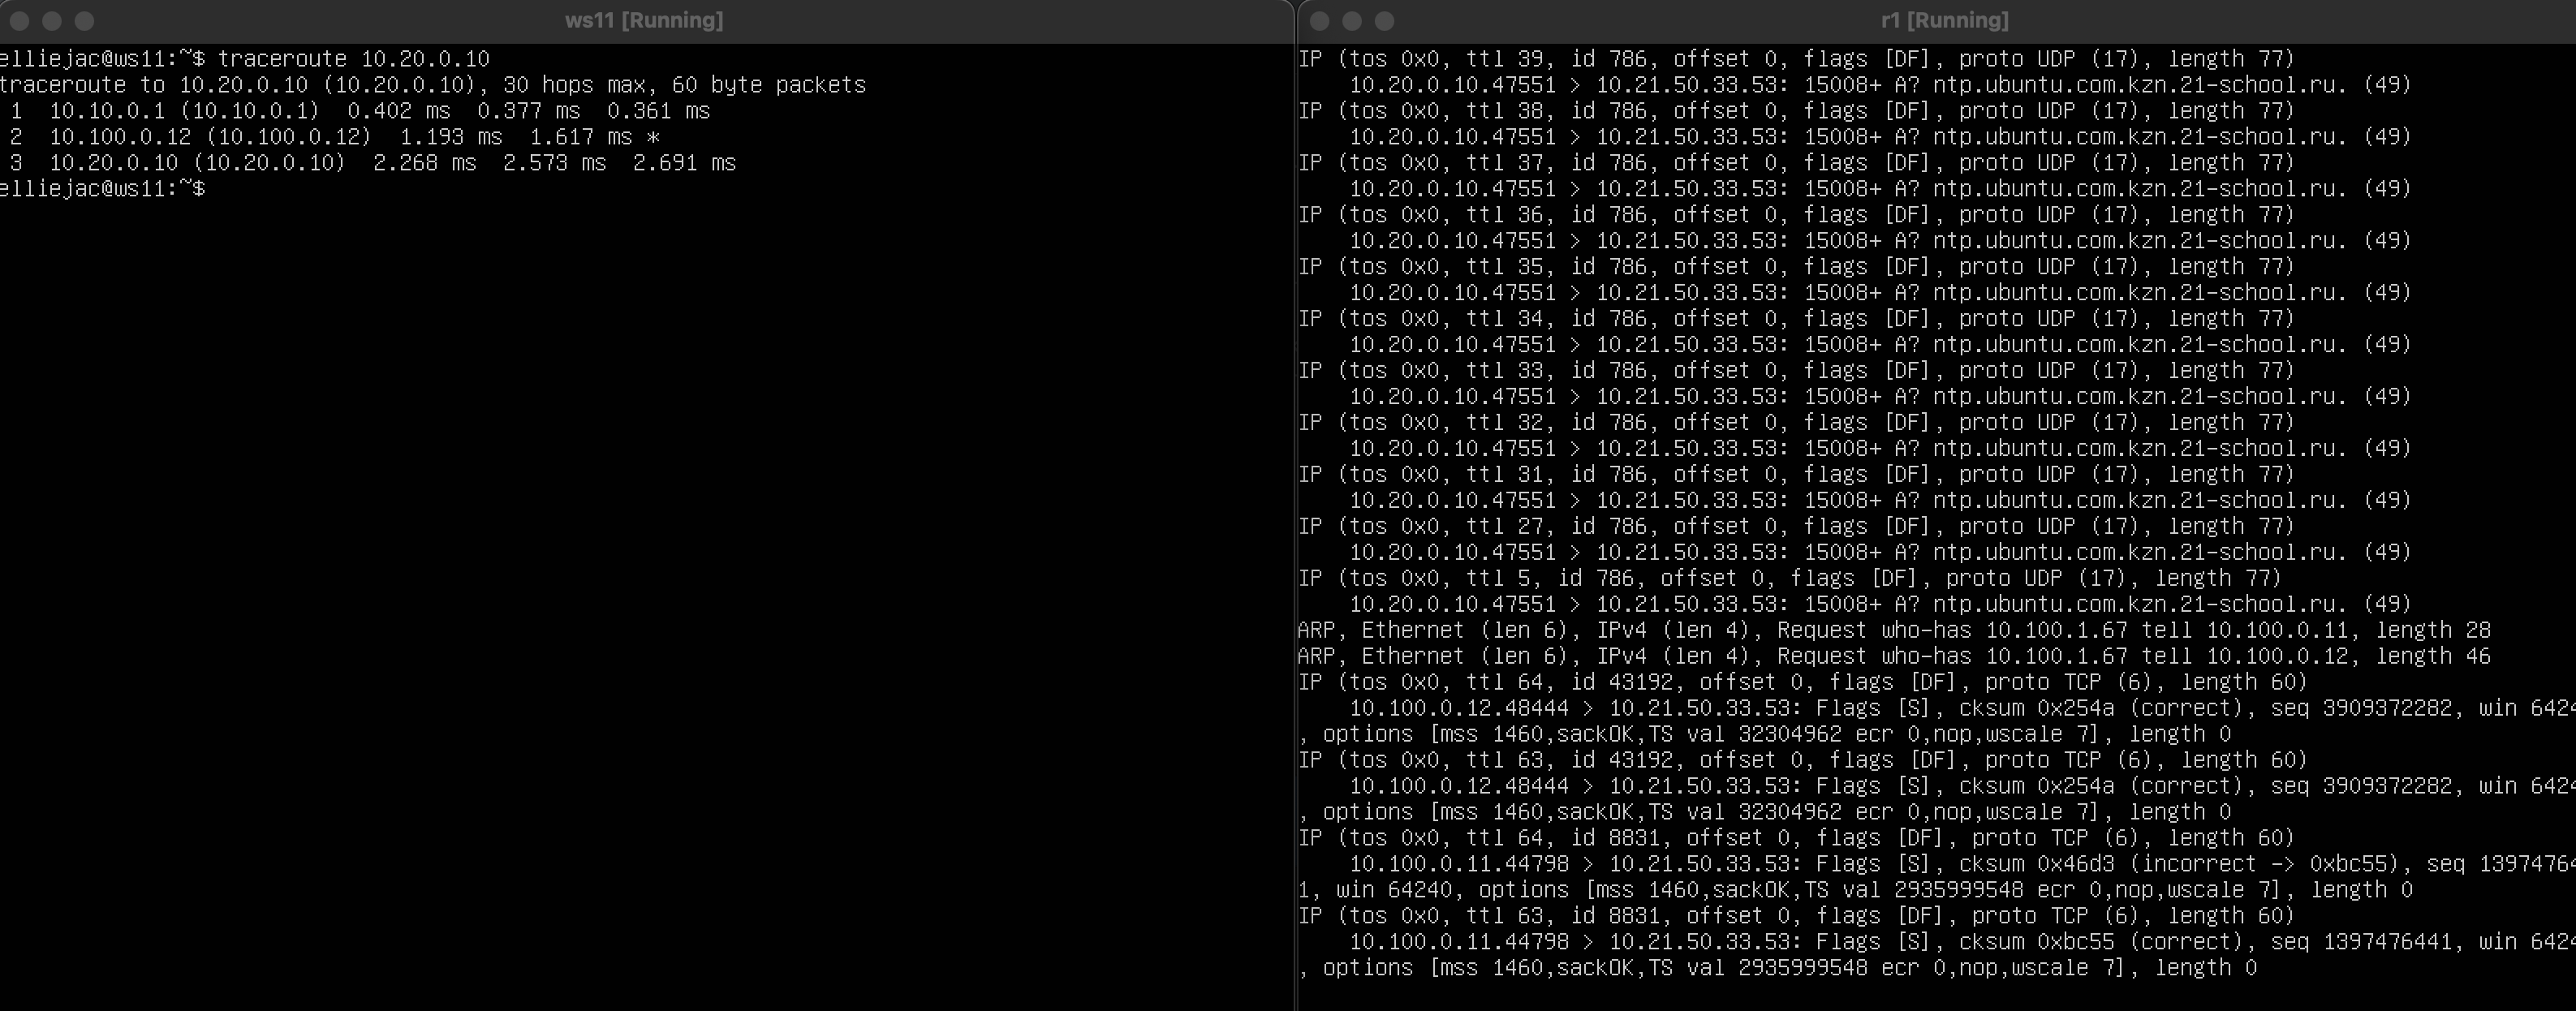 ws11 [Running]
elliejac@ws11:~$ traceroute 10.20.0.10
traceroute to 10.20.0.10 (10.20.0.10), 30 hops max, 60 byte packets
 1  10.10.0.1 (10.10.0.1)  0.402 ms  0.377 ms  0.361 ms
 2  10.100.0.12 (10.100.0.12)  1.193 ms  1.617 ms *
 3  10.20.0.10 (10.20.0.10)  2.268 ms  2.573 ms  2.691 ms
elliejac@ws11:~$
r1 [Running]
IP (tos 0x0, ttl 39, id 786, offset 0, flags [DF], proto UDP (17), length 77)
    10.20.0.10.47551 > 10.21.50.33.53: 15008+ A? ntp.ubuntu.com.kzn.21-school.ru. (49)
IP (tos 0x0, ttl 38, id 786, offset 0, flags [DF], proto UDP (17), length 77)
    10.20.0.10.47551 > 10.21.50.33.53: 15008+ A? ntp.ubuntu.com.kzn.21-school.ru. (49)
IP (tos 0x0, ttl 37, id 786, offset 0, flags [DF], proto UDP (17), length 77)
    10.20.0.10.47551 > 10.21.50.33.53: 15008+ A? ntp.ubuntu.com.kzn.21-school.ru. (49)
IP (tos 0x0, ttl 36, id 786, offset 0, flags [DF], proto UDP (17), length 77)
    10.20.0.10.47551 > 10.21.50.33.53: 15008+ A? ntp.ubuntu.com.kzn.21-school.ru. (49)
IP (tos 0x0, ttl 35, id 786, offset 0, flags [DF], proto UDP (17), length 77)
    10.20.0.10.47551 > 10.21.50.33.53: 15008+ A? ntp.ubuntu.com.kzn.21-school.ru. (49)
IP (tos 0x0, ttl 34, id 786, offset 0, flags [DF], proto UDP (17), length 77)
    10.20.0.10.47551 > 10.21.50.33.53: 15008+ A? ntp.ubuntu.com.kzn.21-school.ru. (49)
IP (tos 0x0, ttl 33, id 786, offset 0, flags [DF], proto UDP (17), length 77)
    10.20.0.10.47551 > 10.21.50.33.53: 15008+ A? ntp.ubuntu.com.kzn.21-school.ru. (49)
IP (tos 0x0, ttl 32, id 786, offset 0, flags [DF], proto UDP (17), length 77)
    10.20.0.10.47551 > 10.21.50.33.53: 15008+ A? ntp.ubuntu.com.kzn.21-school.ru. (49)
IP (tos 0x0, ttl 31, id 786, offset 0, flags [DF], proto UDP (17), length 77)
    10.20.0.10.47551 > 10.21.50.33.53: 15008+ A? ntp.ubuntu.com.kzn.21-school.ru. (49)
IP (tos 0x0, ttl 27, id 786, offset 0, flags [DF], proto UDP (17), length 77)
    10.20.0.10.47551 > 10.21.50.33.53: 15008+ A? ntp.ubuntu.com.kzn.21-school.ru. (49)
IP (tos 0x0, ttl 5, id 786, offset 0, flags [DF], proto UDP (17), length 77)
    10.20.0.10.47551 > 10.21.50.33.53: 15008+ A? ntp.ubuntu.com.kzn.21-school.ru. (49)
ARP, Ethernet (len 6), IPv4 (len 4), Request who-has 10.100.1.67 tell 10.100.0.11, length 28
ARP, Ethernet (len 6), IPv4 (len 4), Request who-has 10.100.1.67 tell 10.100.0.12, length 46
IP (tos 0x0, ttl 64, id 43192, offset 0, flags [DF], proto TCP (6), length 60)
    10.100.0.12.48444 > 10.21.50.33.53: Flags [S], cksum 0x254a (correct), seq 3909372282, win 6424
, options [mss 1460,sackOK,TS val 32304962 ecr 0,nop,wscale 7], length 0
IP (tos 0x0, ttl 63, id 43192, offset 0, flags [DF], proto TCP (6), length 60)
    10.100.0.12.48444 > 10.21.50.33.53: Flags [S], cksum 0x254a (correct), seq 3909372282, win 6424
, options [mss 1460,sackOK,TS val 32304962 ecr 0,nop,wscale 7], length 0
IP (tos 0x0, ttl 64, id 8831, offset 0, flags [DF], proto TCP (6), length 60)
    10.100.0.11.44798 > 10.21.50.33.53: Flags [S], cksum 0x46d3 (incorrect -> 0xbc55), seq 13974764
1, win 64240, options [mss 1460,sackOK,TS val 2935999548 ecr 0,nop,wscale 7], length 0
IP (tos 0x0, ttl 63, id 8831, offset 0, flags [DF], proto TCP (6), length 60)
    10.100.0.11.44798 > 10.21.50.33.53: Flags [S], cksum 0xbc55 (correct), seq 1397476441, win 6424
, options [mss 1460,sackOK,TS val 2935999548 ecr 0,nop,wscale 7], length 0